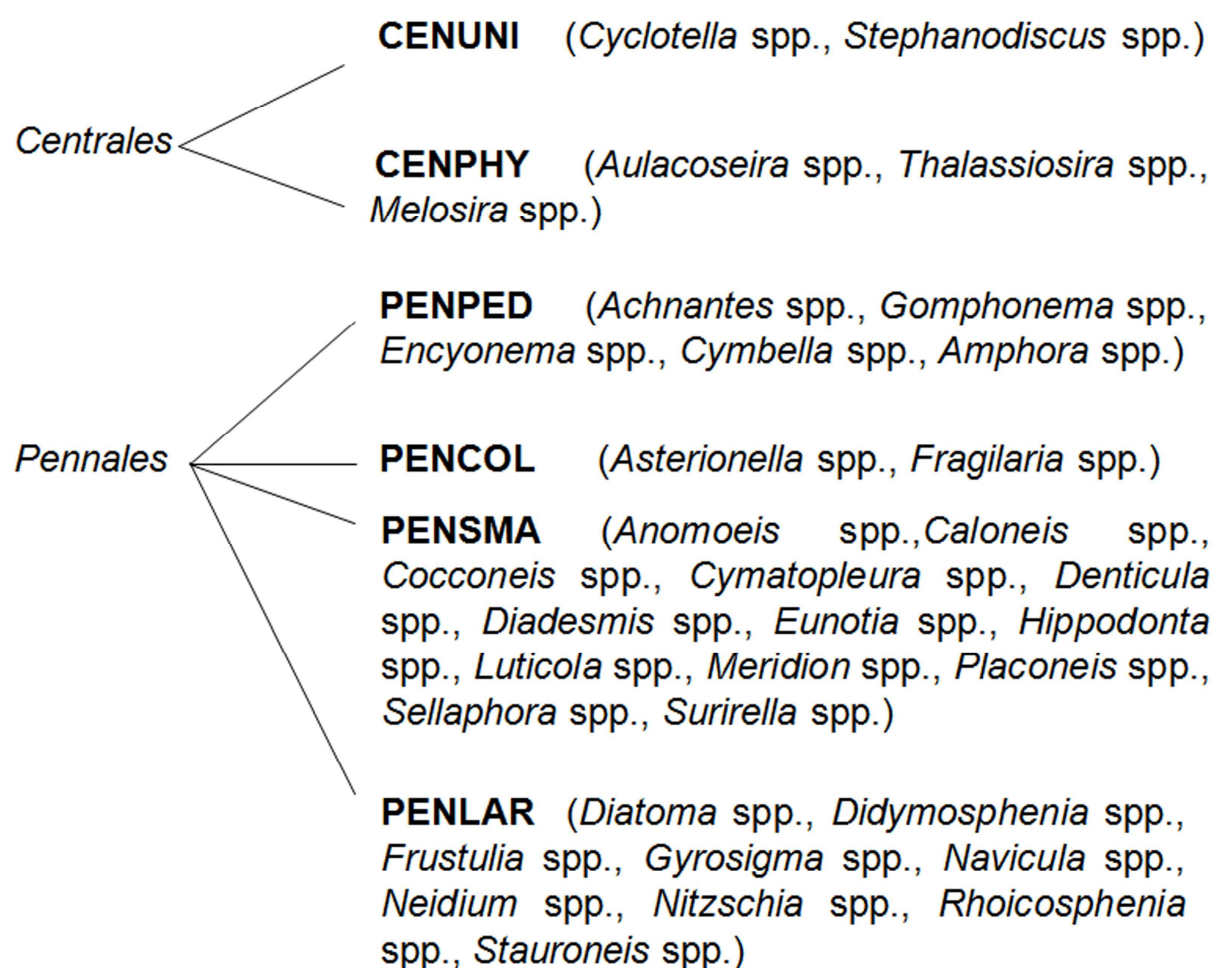 CENUNI (Cyclotella spp., Stephanodiscus spp.)
Centrales
CENPHY (Aulacoseira spp., Thalassiosira spp.,
Melosira spp.)
PENPED (Achnantes spp., Gomphonema spp.,
Encyonema spp., Cymbella spp., Amphora spp.)
Pennales
PENCOL (Asterionella spp., Fragilaria spp.)
PENSMA (Anomoeis spp.,Caloneis spp.,
Cocconeis spp., Cymatopleura spp., Denticula
spp., Diadesmis spp., Eunotia spp., Hippodonta
spp., Luticola spp., Meridion spp., Placoneis spp.,
Sellaphora spp., Surirella spp.)
PENLAR (Diatoma spp., Didymosphenia spp.,
Frustulia spp., Gyrosigma spp., Navicula spp.,
Neidium spp., Nitzschia spp., Rhoicosphenia
spp., Stauroneis spp.)